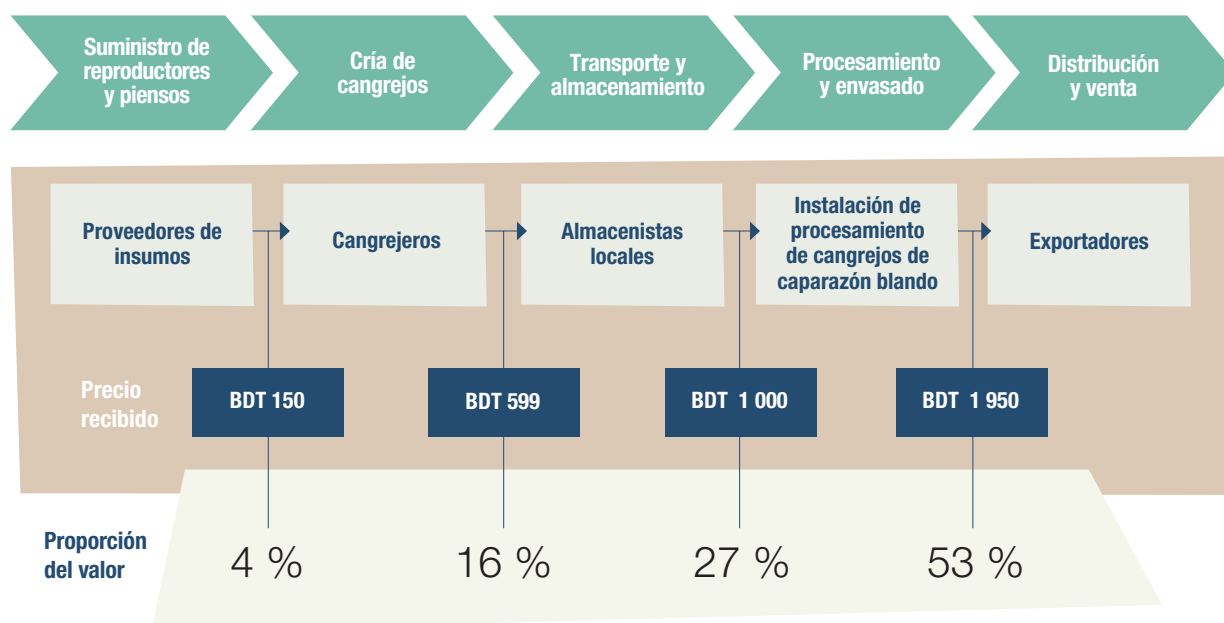 Suministro de
reproductores
y piensos
Cría de
cangrejos
Transporte y
almacenamiento
Procesamiento
y envasado
Distribución
y venta
Proveedores de
insumos
Cangrejeros
Almacenistas
locales
Instalación de
procesamiento
de cangrejos de
caparazón blando
Exportadores
Precio
recibido
BDT 150
BDT 599
BDT 1 000
BDT 1 950
Proporción
del valor
4 %
16 %
27 %
53 %